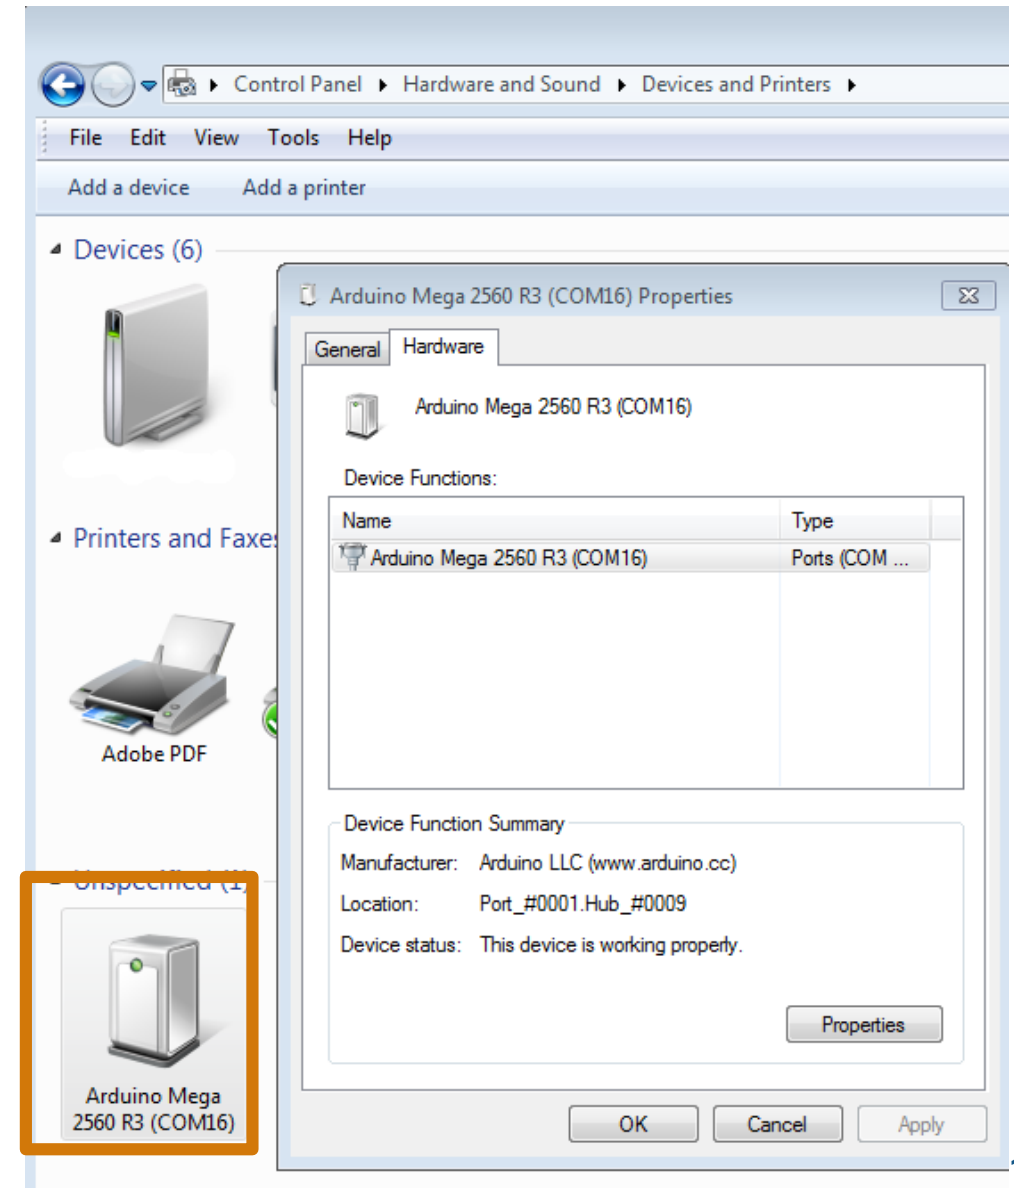 Control Panel Hardware and Sound Devices and Printers
File Edit View Tools Help
Add a device Add a printer
Devices (6)
Arduino Mega 2560 R3 (COM16) Properties
General Hardware
Arduino Mega 2560 R3 (COM16)
Device Functions:
Name Type
Arduino Mega 2560 R3 (COM16) Ports (COM ...
Printers and Faxes
Adobe PDF
Device Function Summary
Manufacturer: Arduino LLC (www.arduino.cc)
Location: Port_#0001.Hub_#0009
Device status: This device is working properly.
Properties
Unspecified (1)
Arduino Mega
2560 R3 (COM16)
OK Cancel Apply